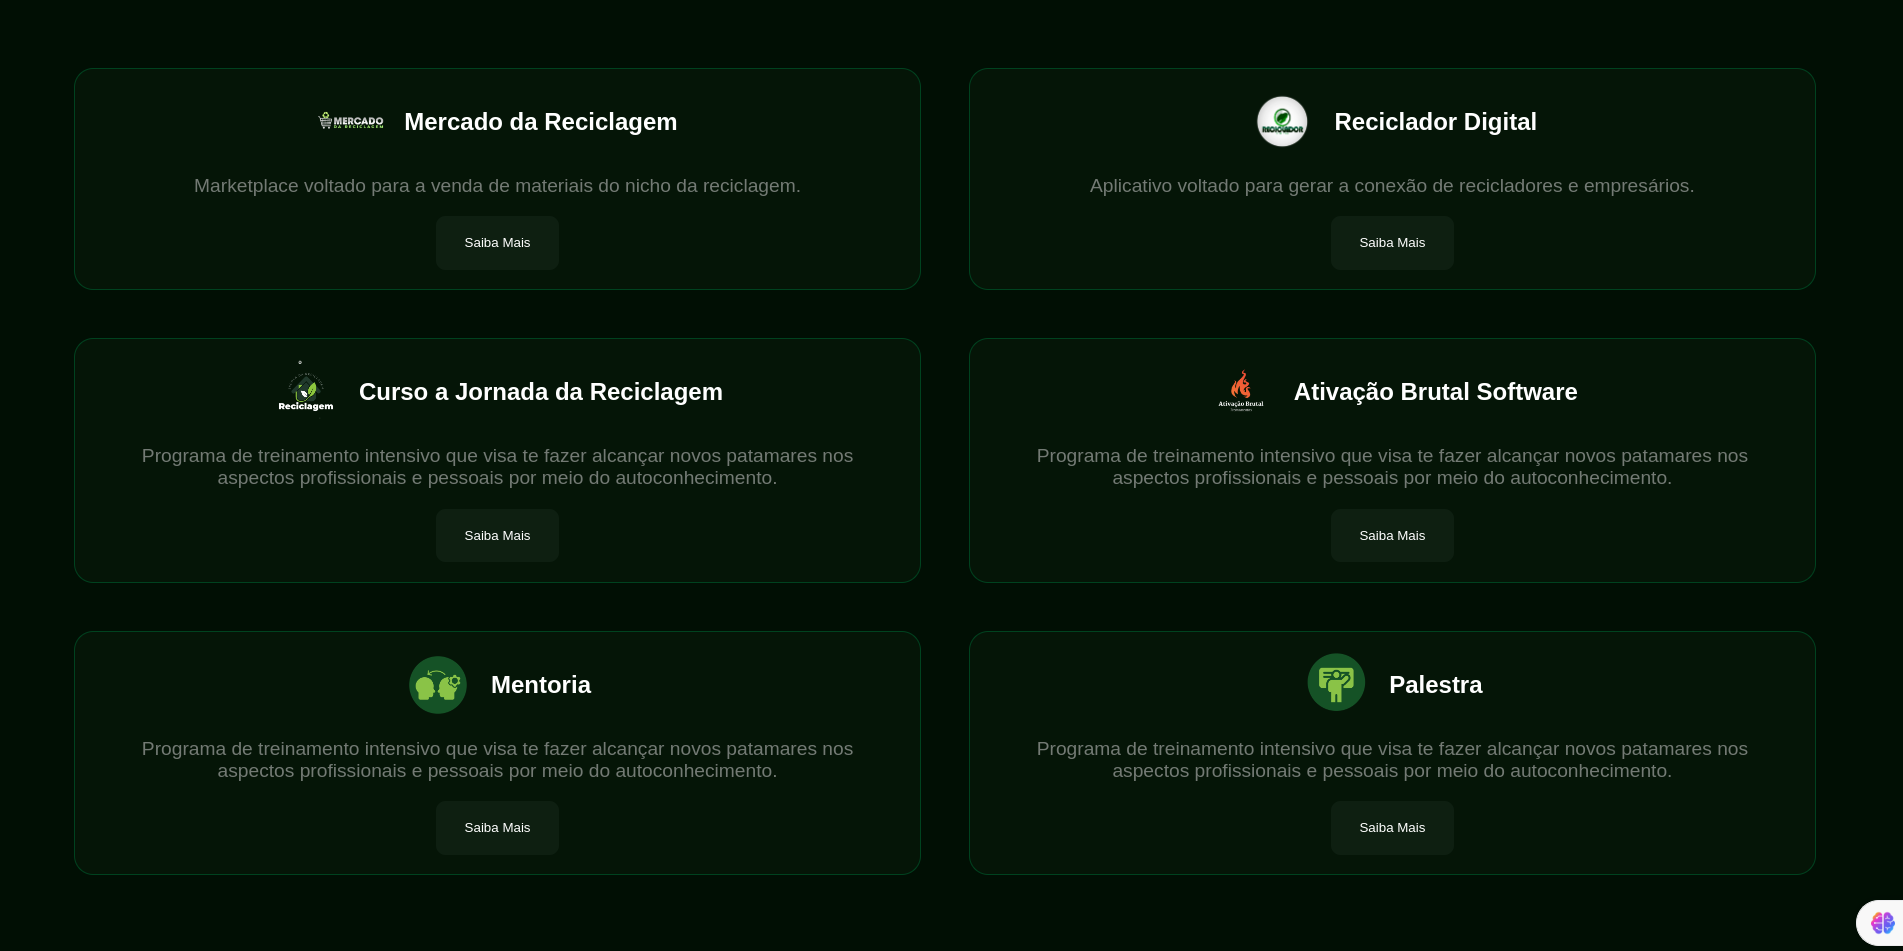 MERCADO
DA RECICLAGEM
Mercado da Reciclagem
Marketplace voltado para a venda de materiais do nicho da reciclagem.
Saiba Mais
RECICLADOR
Reciclador Digital
Aplicativo voltado para gerar a conexão de recicladores e empresários.
Saiba Mais
Reciclagem
Curso a Jornada da Reciclagem
Programa de treinamento intensivo que visa te fazer alcançar novos patamares nos
aspectos profissionais e pessoais por meio do autoconhecimento.
Saiba Mais
Ativação Brutal
Ativação Brutal Software
Programa de treinamento intensivo que visa te fazer alcançar novos patamares nos
aspectos profissionais e pessoais por meio do autoconhecimento.
Saiba Mais
Mentoria
Programa de treinamento intensivo que visa te fazer alcançar novos patamares nos
aspectos profissionais e pessoais por meio do autoconhecimento.
Saiba Mais
Palestra
Programa de treinamento intensivo que visa te fazer alcançar novos patamares nos
aspectos profissionais e pessoais por meio do autoconhecimento.
Saiba Mais